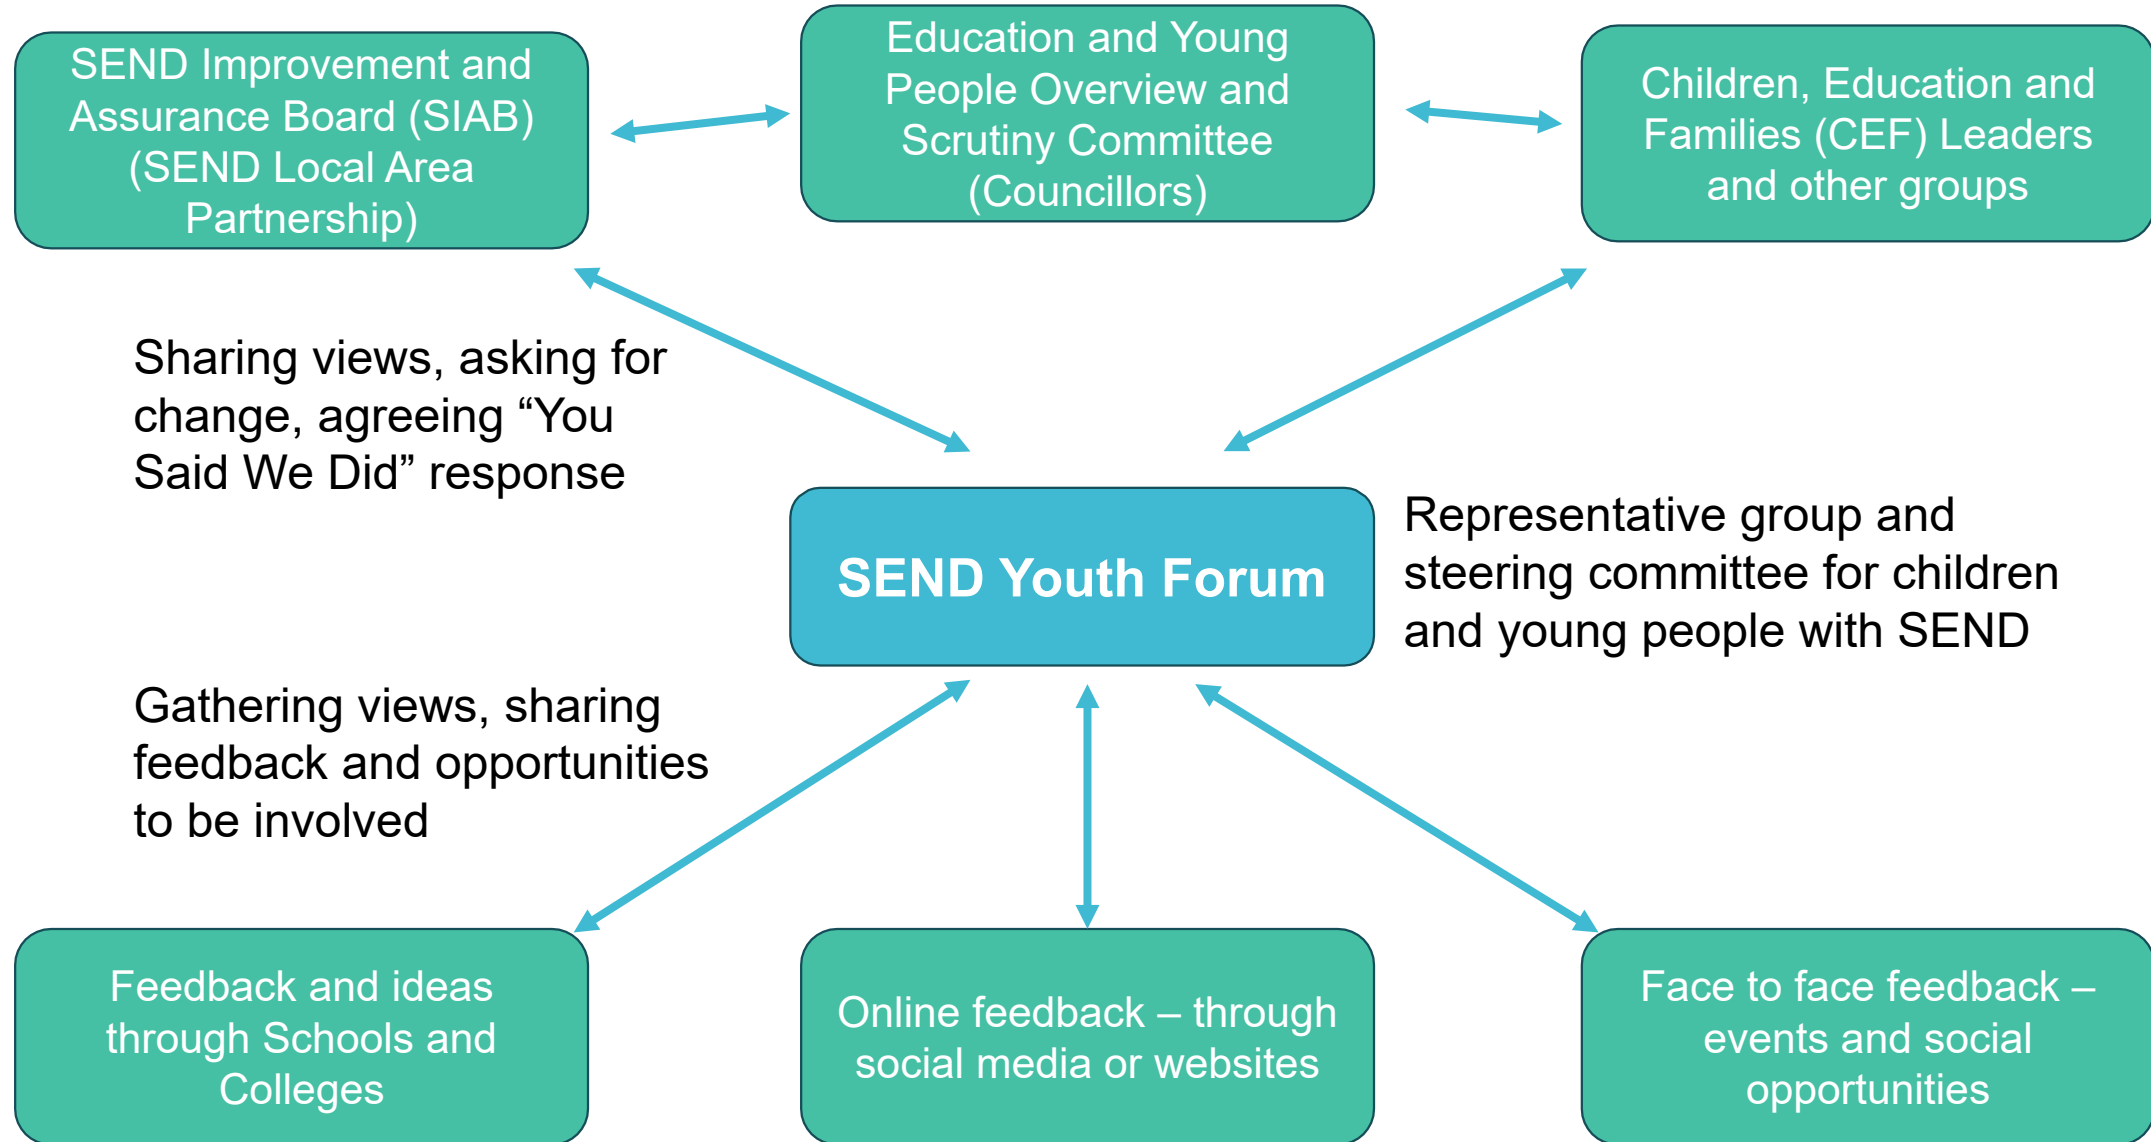 SEND Improvement and
Assurance Board (SIAB)
(SEND Local Area
Partnership)
Education and Young
People Overview and
Scrutiny Committee
(Councillors)
Children, Education and
Families (CEF) Leaders
and other groups
Sharing views, asking for
change, agreeing “You
Said We Did” response
SEND Youth Forum
Representative group and
steering committee for children
and young people with SEND
Gathering views, sharing
feedback and opportunities
to be involved
Feedback and ideas
through Schools and
Colleges
Online feedback – through
social media or websites
Face to face feedback –
events and social
opportunities